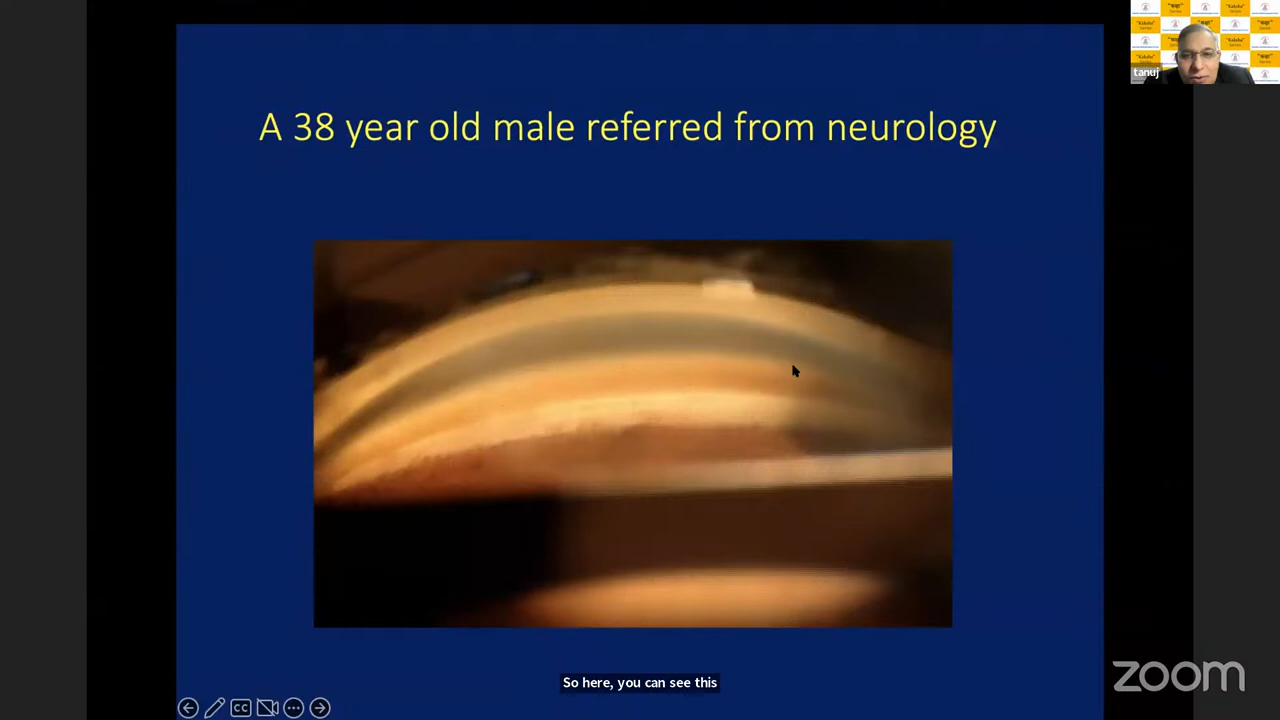 A 38 year old male referred from neurology
tanuj
So here, you can see this
zoom